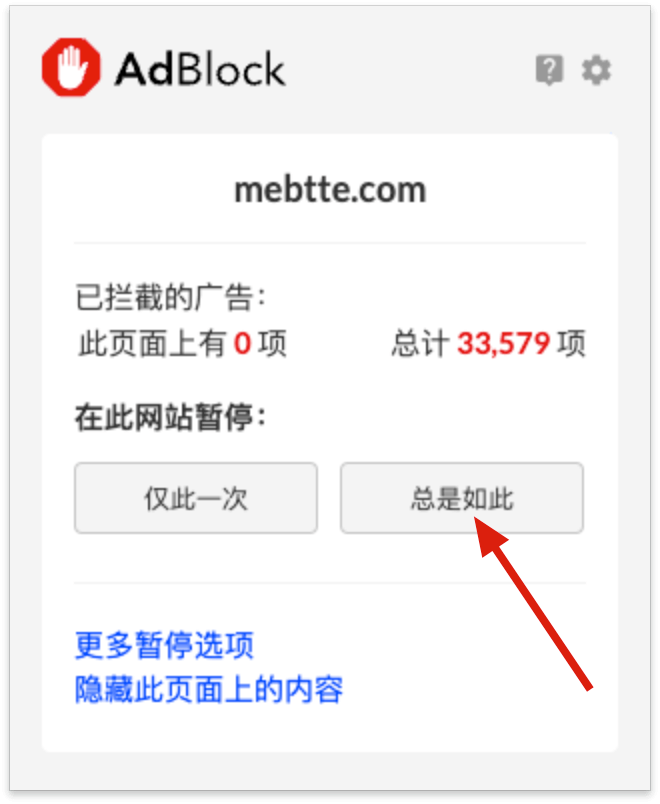 AdBlock
mebtte.com
已拦截的广告：
此页面上有 0 项 总计 33,579 项
在此网站暂停：
仅此一次 总是如此
更多暂停选项
隐藏此页面上的内容